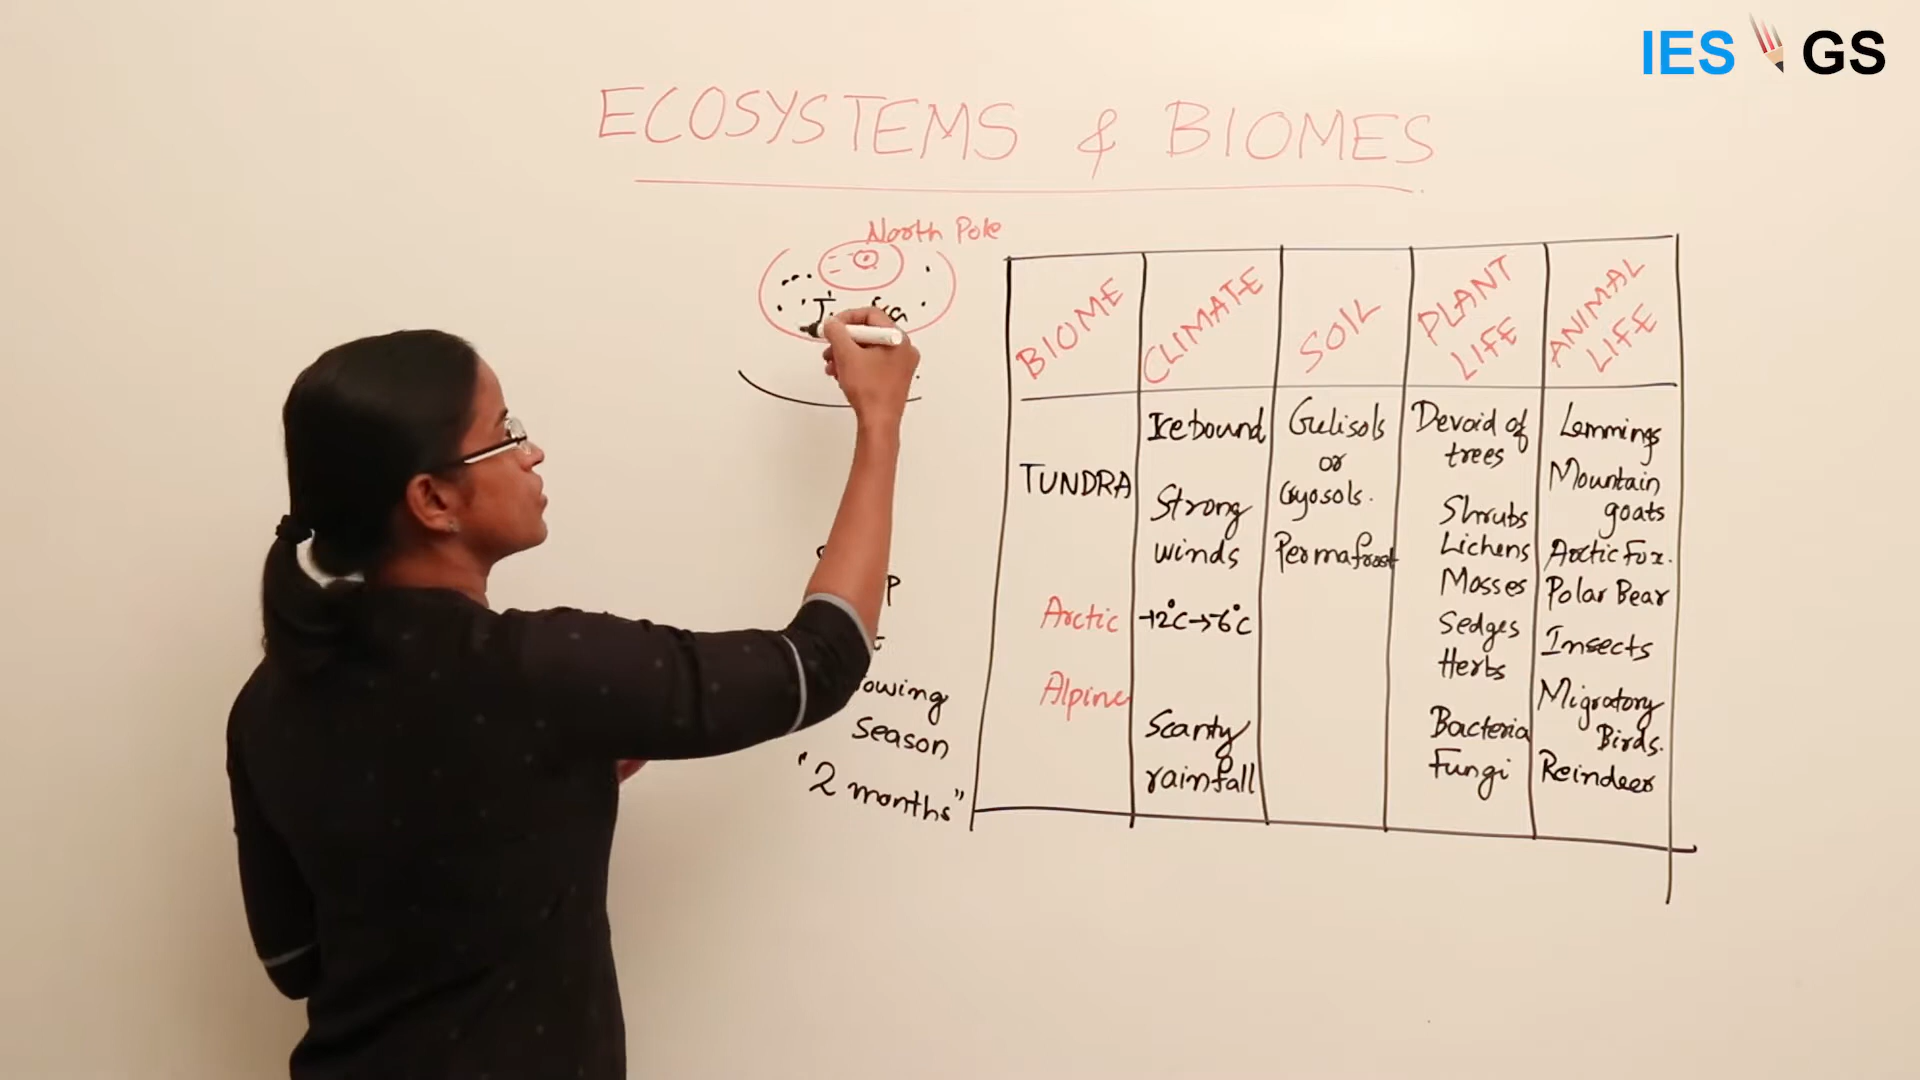 IES GS
ECOSYSTEMS & BIOMES
North Pole
BIOME
CLIMATE
SOIL
PLANT
LIFE
ANIMAL
LIFE
TUNDRA
Arctic
Alpine
Icebound
Strong
winds
-12°C→-6°C
Scanty
rainfall
Gelisols
or
Cryosols.
Permafrost
Devoid of
trees
Shrubs
Lichens
Mosses
Sedges
Herbs
Bacteria
Fungi
Lemmings
Mountain
goats
Arctic Fox.
Polar Bear
Insects
Migratory
Birds.
Reindeer
season
"2 months"